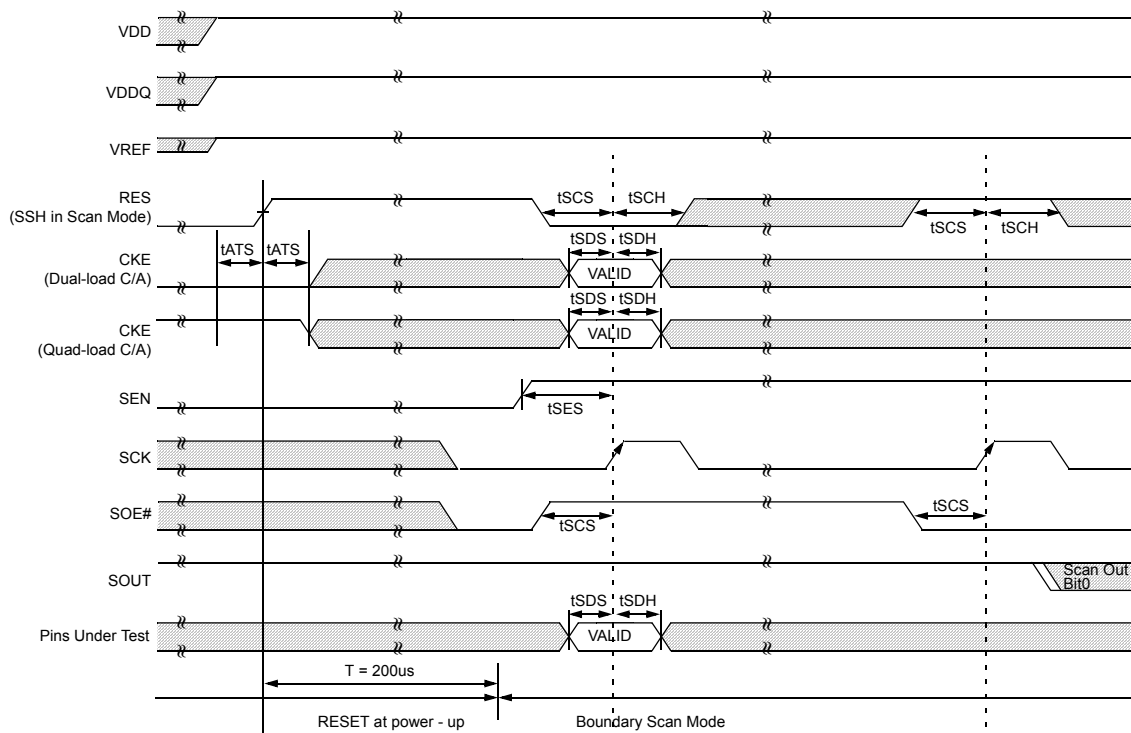 VDD
VDDQ
VREF
RES
(SSH in Scan Mode)
tSCS
tSCH
tSCS
tSCH
tATS
tATS
CKE
(Dual-load C/A)
tSDS
tSDH
VALID
CKE
(Quad-load C/A)
tSDS
tSDH
VALID
SEN
tSES
SCK
SOE#
tSCS
tSCS
SOUT
Scan Out
Bit0
Pins Under Test
tSDS
tSDH
VALID
T = 200us
RESET at power - up
Boundary Scan Mode